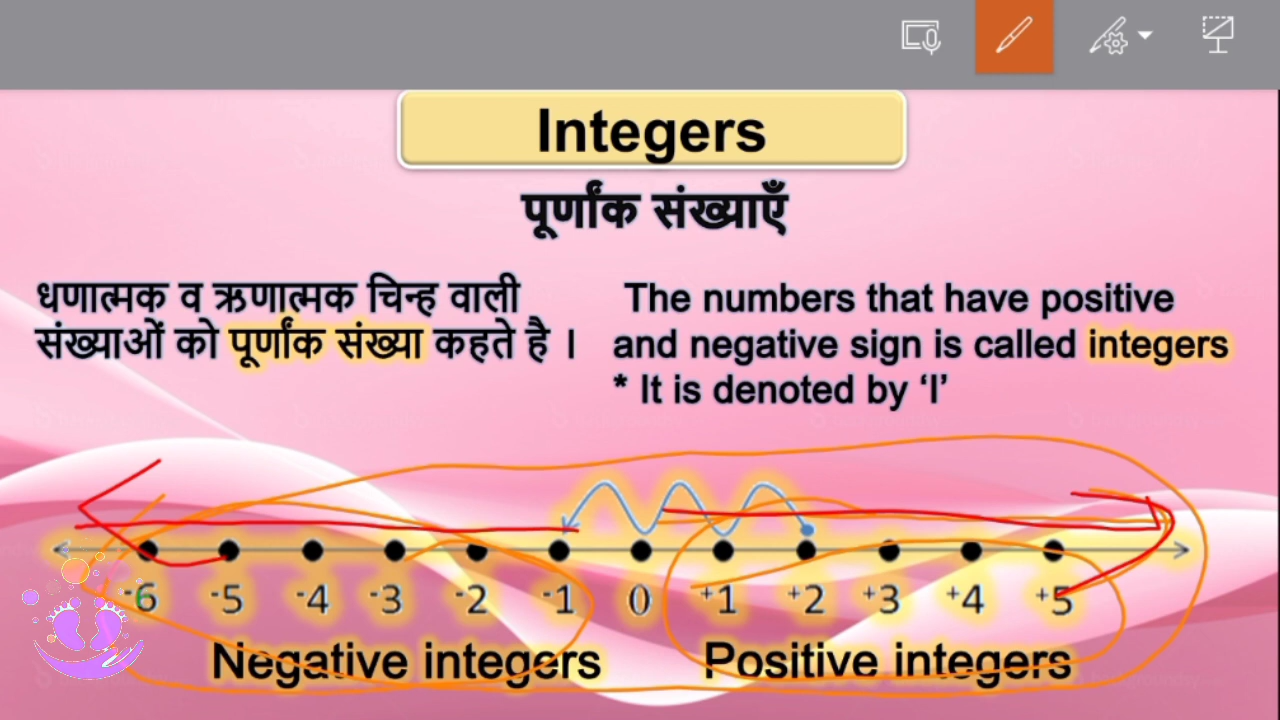 Integers
पूर्णांक संख्याएँ
धणात्मक व ऋणात्मक चिन्ह वाली
संख्याओं को पूर्णांक संख्या कहते है ।
The numbers that have positive
and negative sign is called integers
* It is denoted by ‘I’
-6 -5 -4 -3 -2 -1 0 +1 +2 +3 +4 +5
Negative integers Positive integers